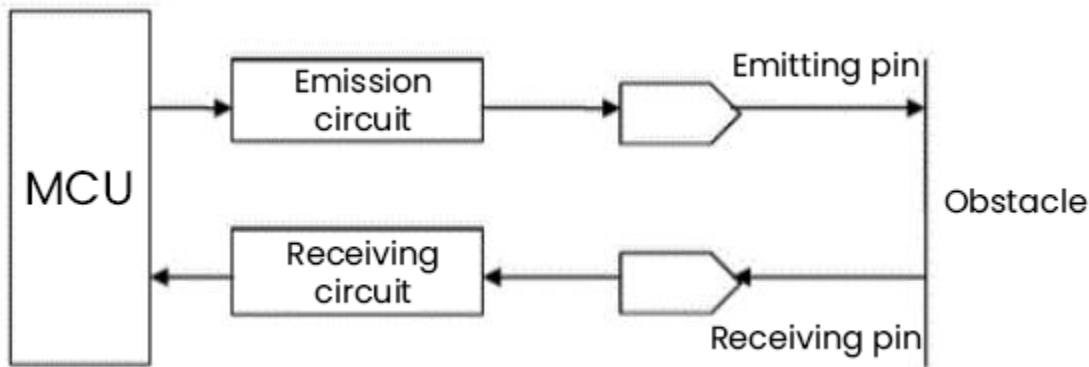 MCU
Emission
circuit
Emitting pin
Obstacle
Receiving
circuit
Receiving pin